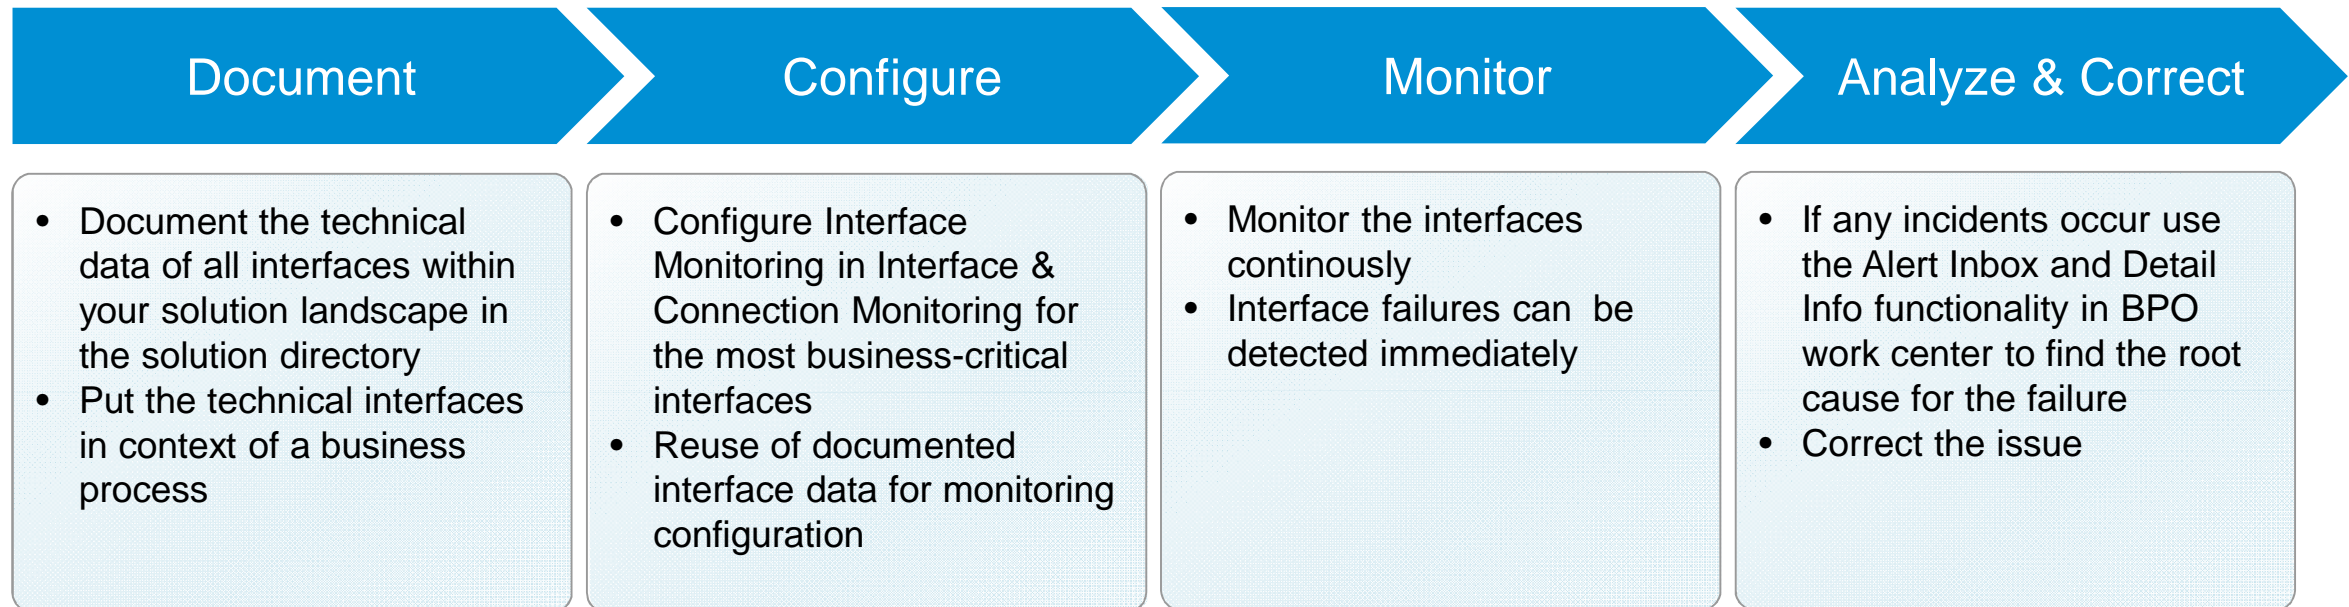 Document
Configure
Monitor
Analyze & Correct
• Document the technical
data of all interfaces within
your solution landscape in
the solution directory
• Put the technical interfaces
in context of a business
process
• Configure Interface
Monitoring in Interface &
Connection Monitoring for
the most business-critical
interfaces
• Reuse of documented
interface data for monitoring
configuration
• Monitor the interfaces
continously
• Interface failures can  be
detected immediately
• If any incidents occur use
the Alert Inbox and Detail
Info functionality in BPO
work center to find the root
cause for the failure
• Correct the issue